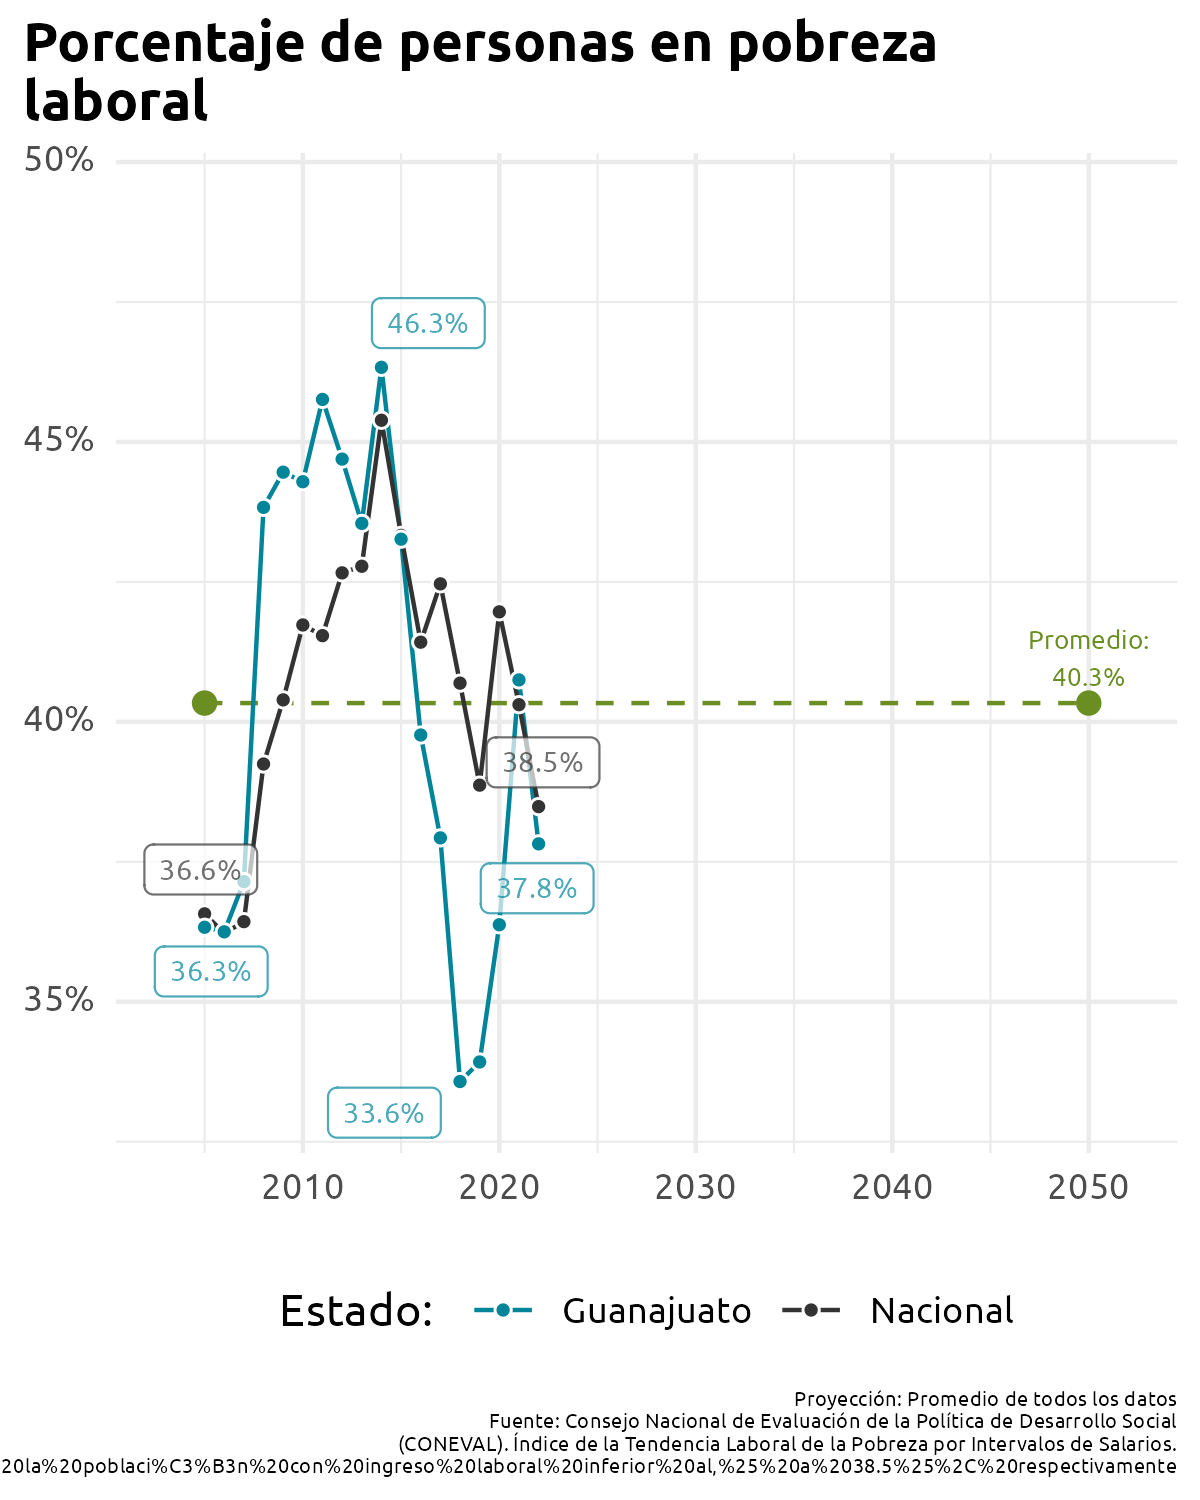 Porcentaje de personas en pobreza
laboral
50%
46.3%
45%
Promedio:
40.3%
40%
38.5%
36.6%
37.8%
36.3%
35%
33.6%
2010 2020 2030 2040 2050
Estado: Guanajuato Nacional
Proyección: Promedio de todos los datos
Fuente: Consejo Nacional de Evaluación de la Política de Desarrollo Social
(CONEVAL). Índice de la Tendencia Laboral de la Pobreza por Intervalos de Salarios.
20la%20poblaci%C3%B3n%20con%20ingreso%20laboral%20inferior%20al,%25%20a%2038.5%25%2C%20respectivamente